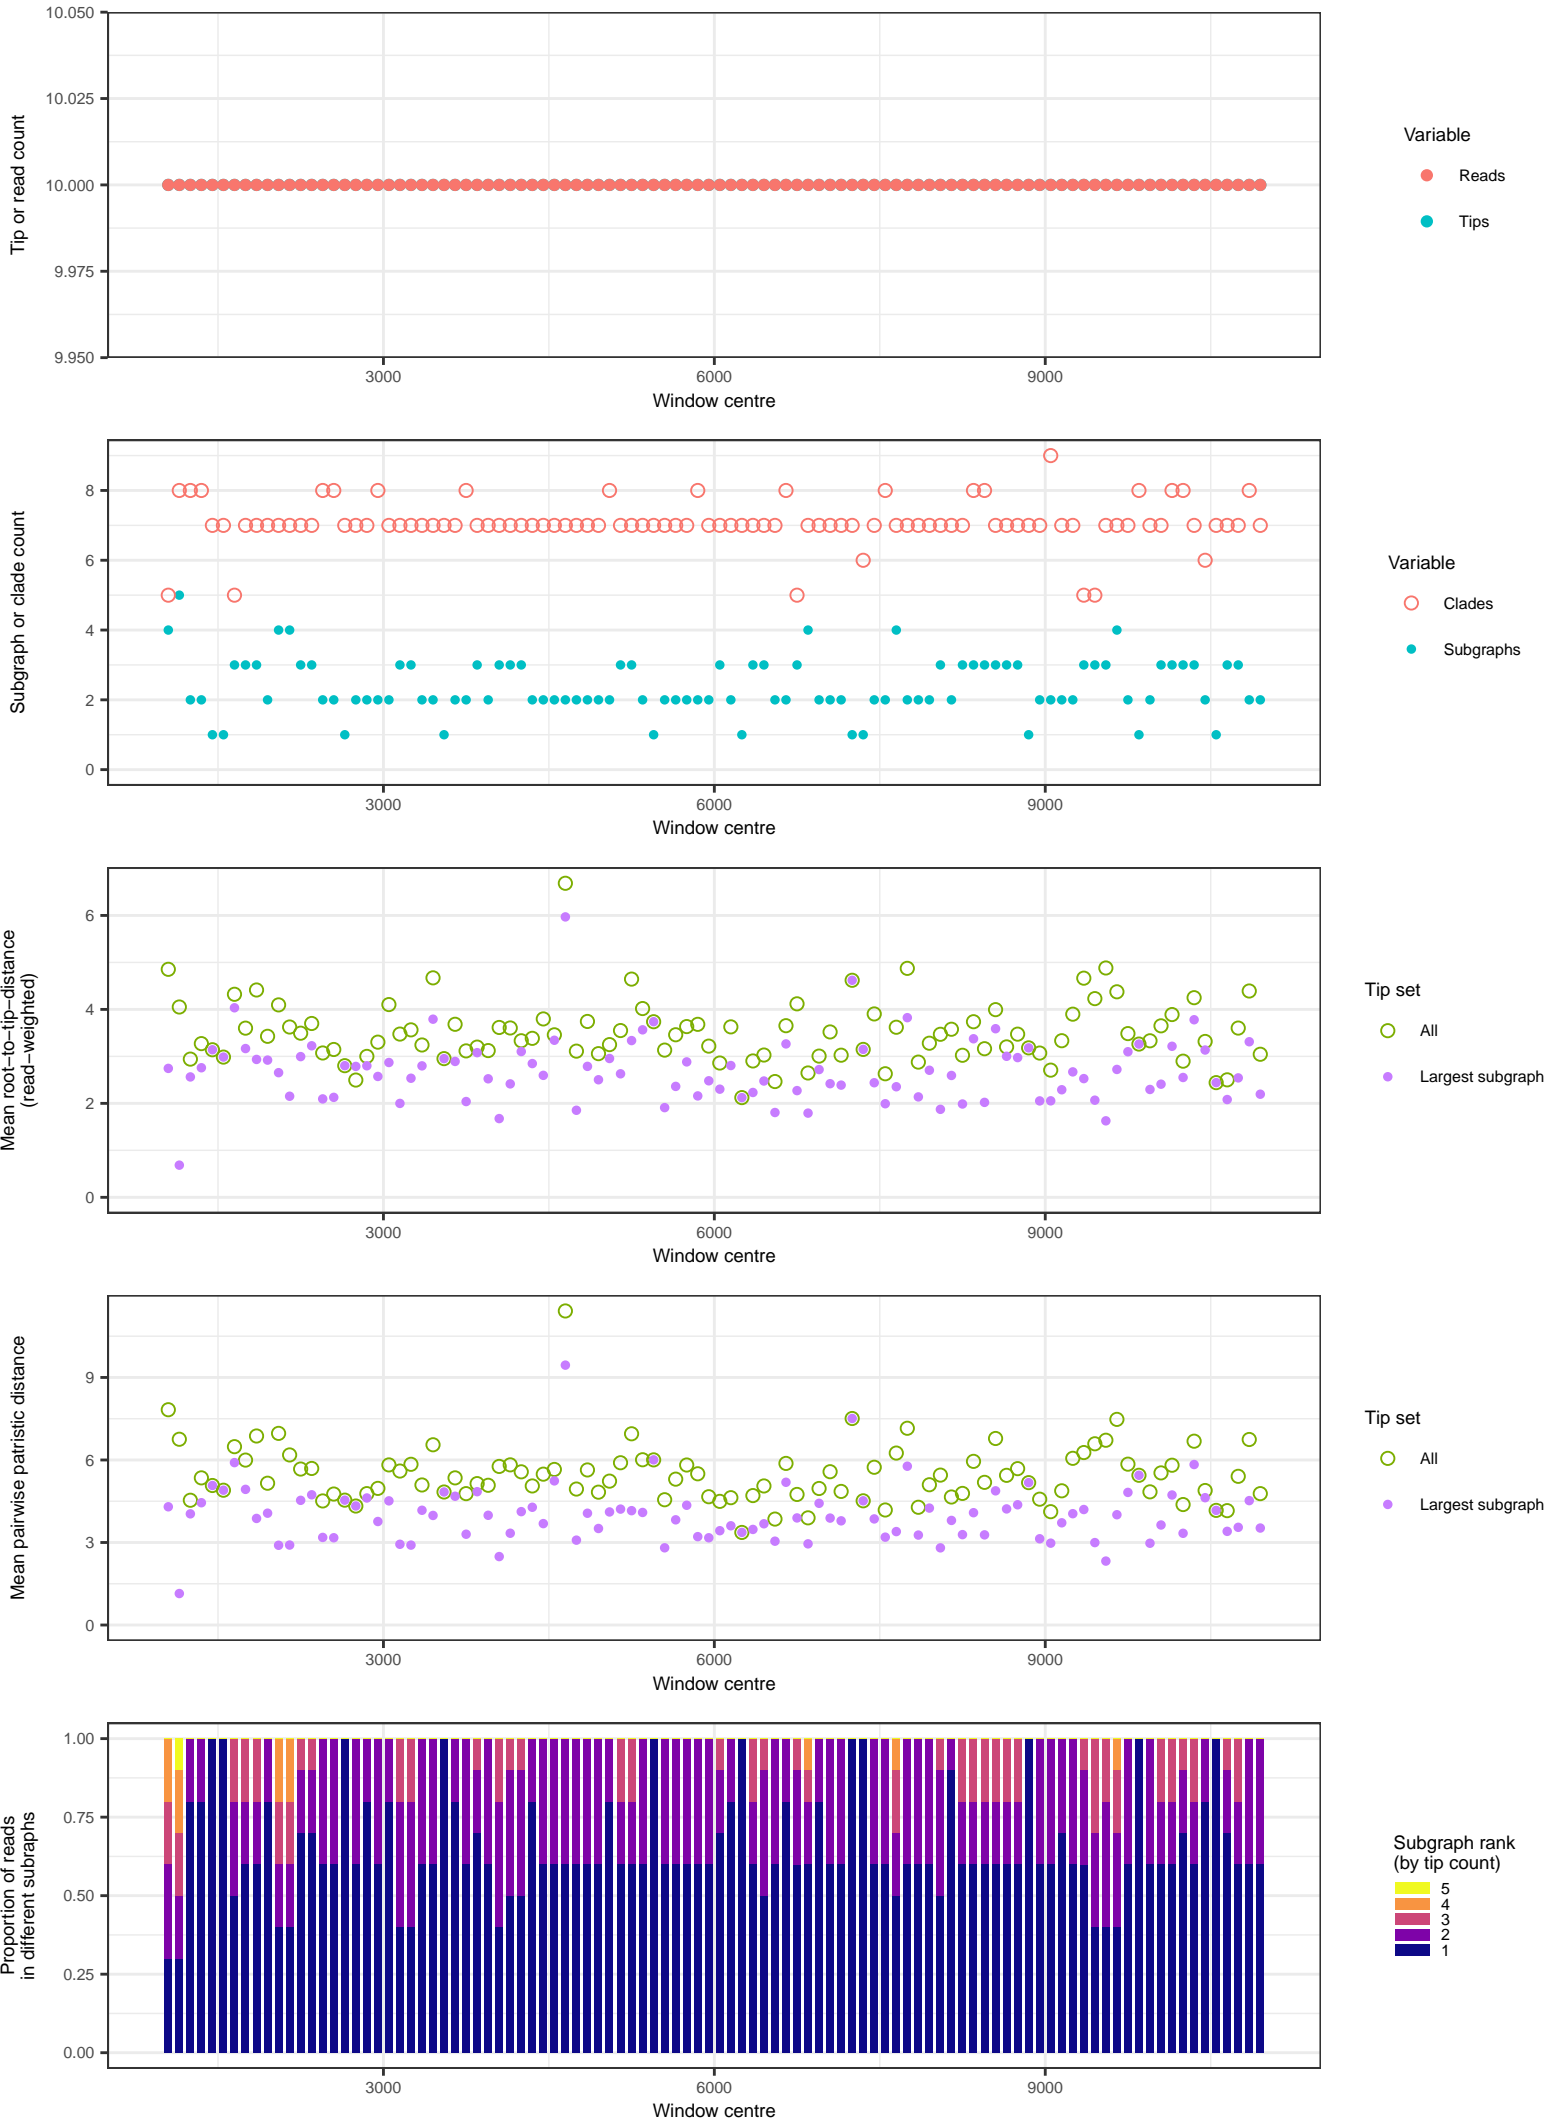 10.050
10.025
10.000
9.975
9.950
Tip or read count
3000
6000
9000
Window centre
Variable
Reads
Tips
8
6
4
2
0
Subgraph or clade count
3000
6000
9000
Window centre
Variable
Clades
Subgraphs
6
4
2
0
Mean root−to−tip−distance
(read−weighted)
3000
6000
9000
Window centre
Tip set
All
Largest subgraph
9
6
3
0
Mean pairwise patristic distance
3000
6000
9000
Window centre
Tip set
All
Largest subgraph
1.00
0.75
0.50
0.25
0.00
Proportion of reads
in different subraphs
3000
6000
9000
Window centre
Subgraph rank
(by tip count)
5
4
3
2
1